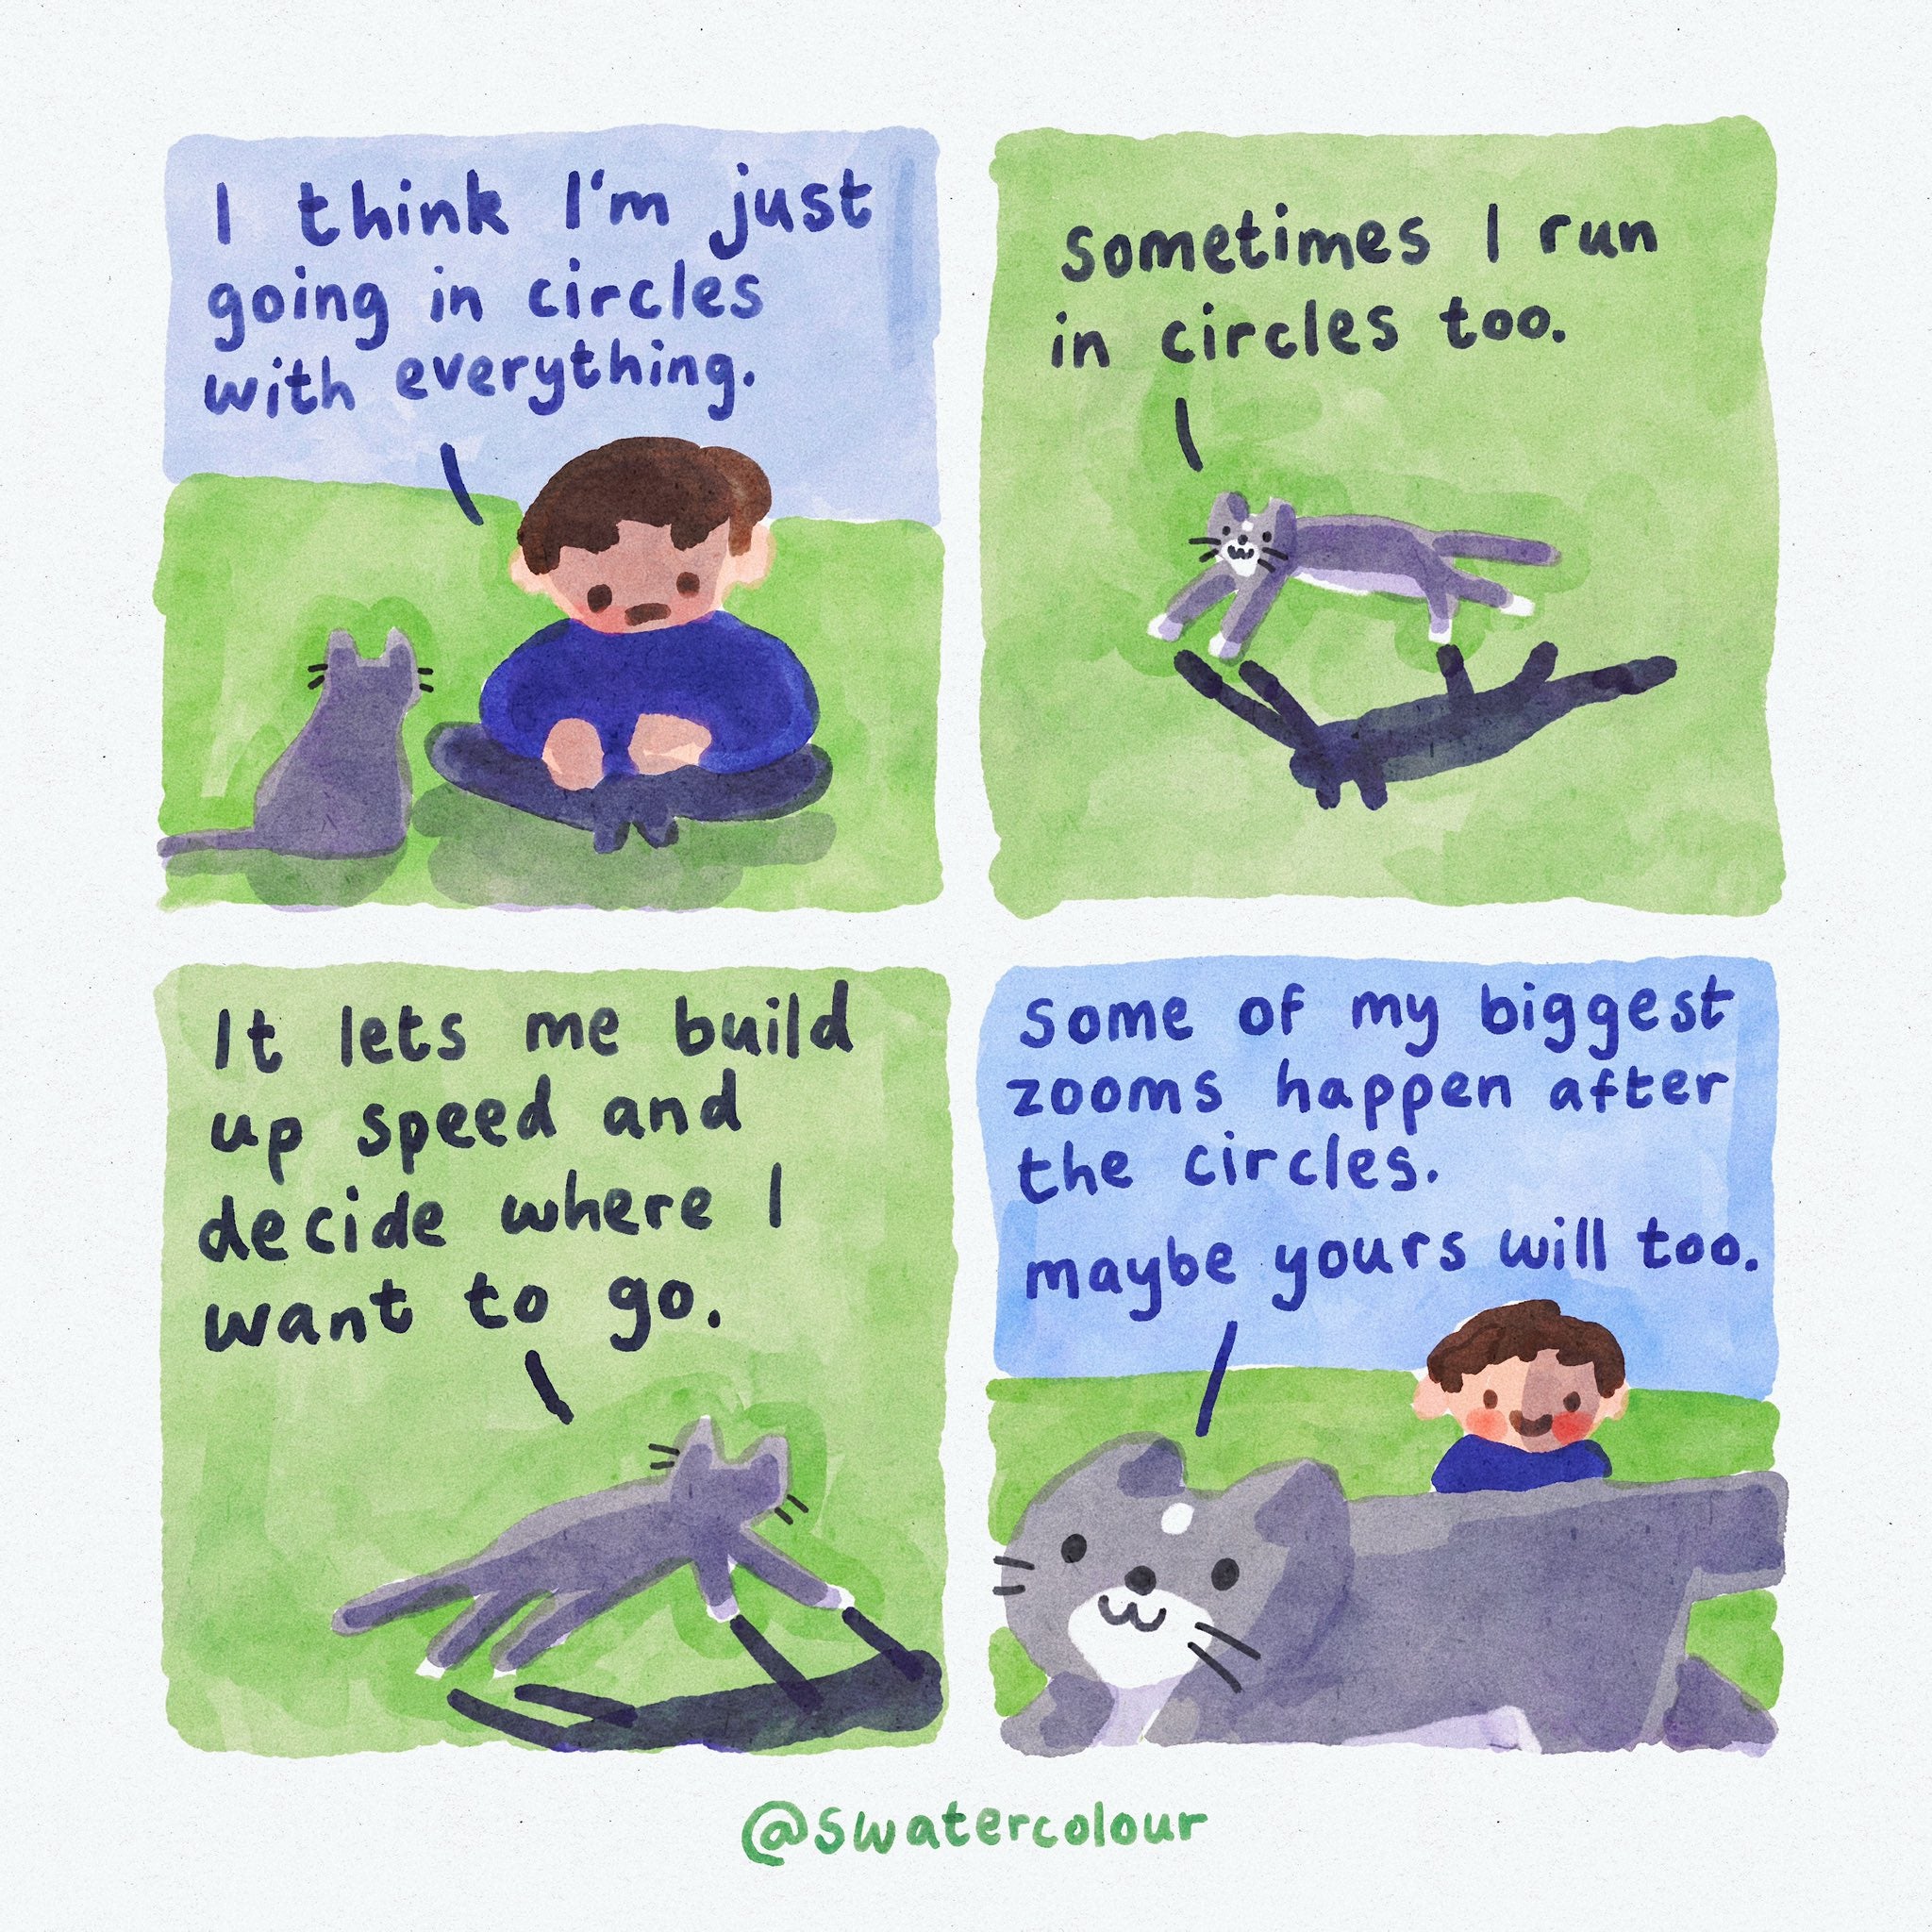 I think I'm just
going in circles
with everything.
Sometimes I run
in circles too.
It lets me build
up speed and
decide where I
want to go.
Some of my biggest
zooms happen after
the circles.
maybe yours will too.
@swatercolour